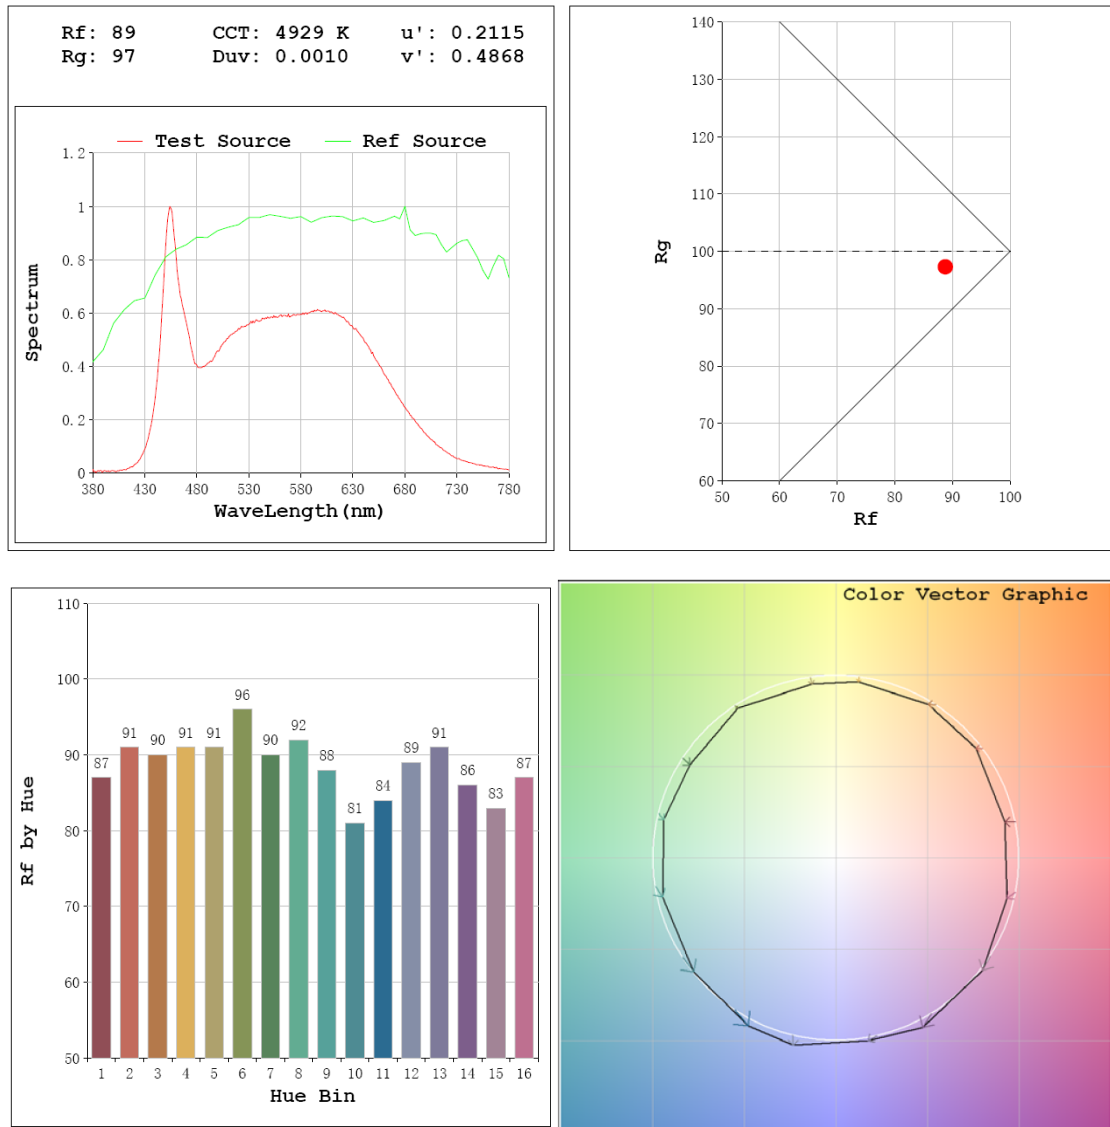 Rf: 89 CCT: 4929 K u': 0.2115
Rg: 97 Duv: 0.0010 v': 0.4868
Test Source Ref Source
Spectrum
1.2
1
0.8
0.6
0.4
0.2
0
380 430 480 530 580 630 680 730 780
WaveLength(nm)
Rg
140
130
120
110
100
90
80
70
60
50 60 70 80 90 100
Rf
Rf by Hue
110
100
90
80
70
60
50
87 91 90 91 91 96 90 92 88 81 84 89 91 86 83 87
1 2 3 4 5 6 7 8 9 10 11 12 13 14 15 16
Hue Bin
Color Vector Graphic